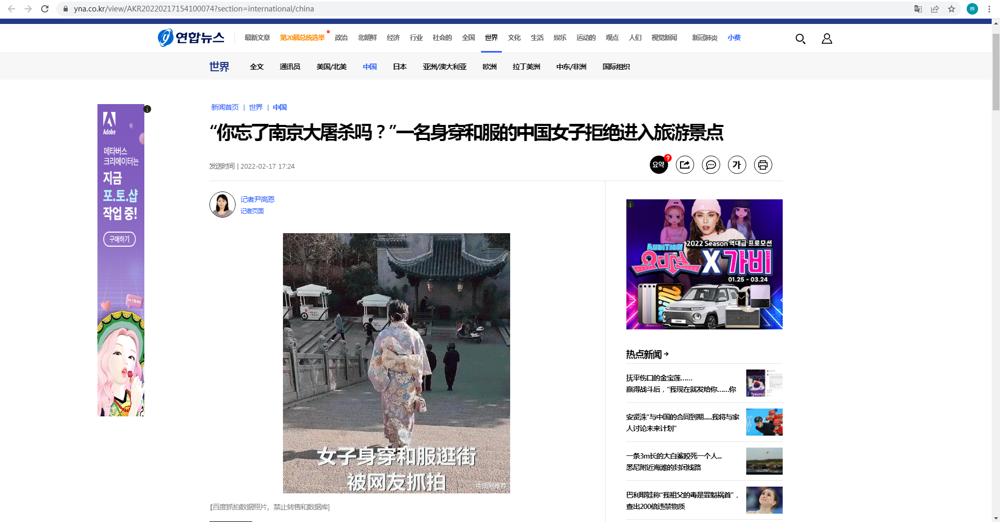 yna.co.kr/view/AKR20220217154100074?section=international/china
桦
연합뉴스
最新文章 第20届总统选举 政治 北朝鲜 经济 行业 社会的 全国 世界 文化 生活 娱乐 运动的 观点 人们 视觉新闻 新冠肺炎 小费
世界 全文 通讯员 美国/北美 中国 日本 亚洲/澳大利亚 欧洲 拉丁美洲 中东/非洲 国际组织
Adobe
메타버스
크리에이터는
지금
포.토.샵
작업 중!
구매하기
新闻首页 | 世界 | 中国
“你忘了南京大屠杀吗？”一名身穿和服的中国女子拒绝进入旅游景点
发送时间 | 2022-02-17 17:24
요약
?
가
记者尹高恩
记者页面
女子身穿和服逛街
被网友抓拍
中国网推荐
[百度抓拍数据照片。禁止转售和数据库]
2022 Season 역대급 프로모션
AUDITION
오디션 X 가비
01.25 - 03.24
热点新闻
抚平伤口的金宝莲……
赢得战斗后，“我现在就发给你……你
安贤洙“与中国的合同到期......我将与家
人讨论未来计划”
一条3m长的大白鲨咬死一个人...
悉尼附近海滩的封闭线路
巴利耶娃称“我祖父的毒是罪魁祸首”，
查出200倍违禁物质